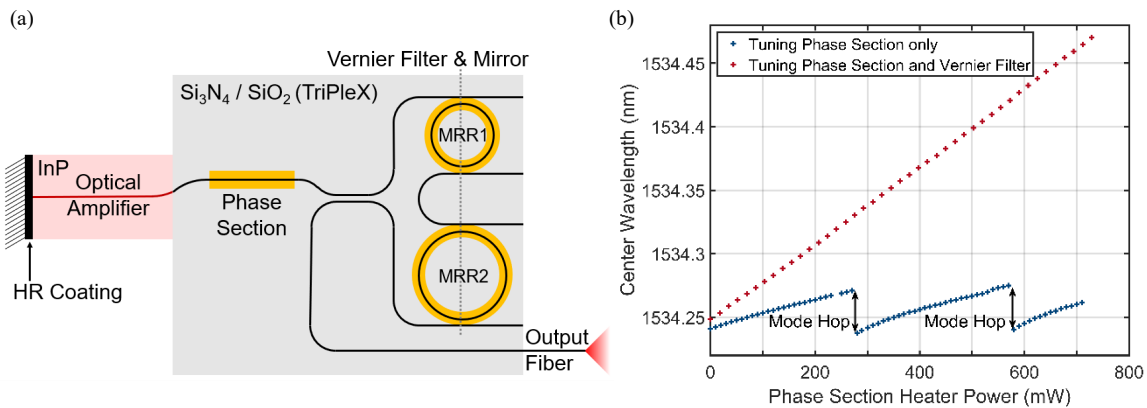 (a)
Vernier Filter & Mirror
Si₃N₄ / SiO₂ (TriPleX)
MRR1
InP
Optical
Amplifier
Phase
Section
MRR2
HR Coating
Output
Fiber
(b)
Tuning Phase Section only
Tuning Phase Section and Vernier Filter
Center Wavelength (nm)
1534.45
1534.4
1534.35
1534.3
1534.25
Mode Hop
Mode Hop
0
200
400
600
800
Phase Section Heater Power (mW)